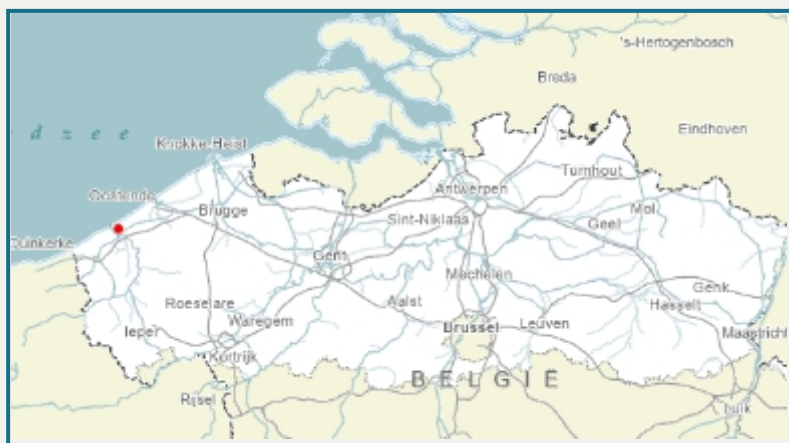 's-Hertogenbosch
Breda
Eindhoven
d z e e
Knokke-Heist
Turnhout
Antwerpen
Oostende
Mol
Brugge
Sint-Niklaas
Geel
Duinkerke
Gent
Mechelen
Genk
Roeselare
Aalst
Hasselt
Waregem
Brussel
Leuven
Ieper
Maastricht
Kortrijk
BELGIË
Rijsel
Luik